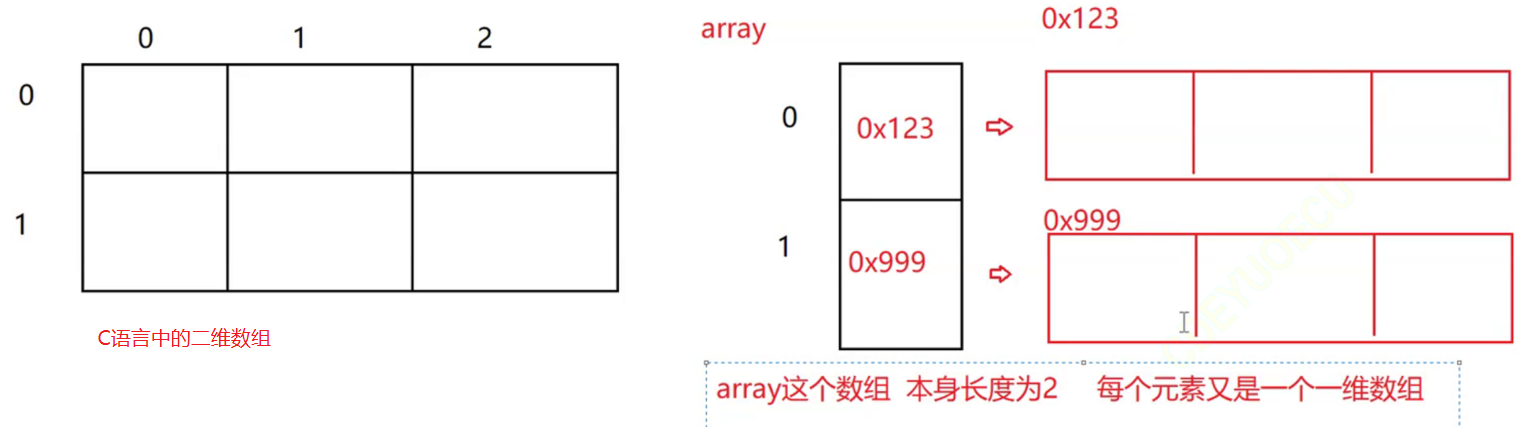 0 1 2
0
1
C语言中的二维数组
array
0x123
0
0x123
0x999
1
0x999
array这个数组 本身长度为2 每个元素又是一个一维数组